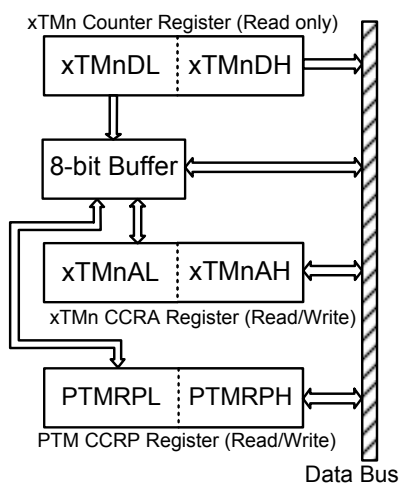 xTMn Counter Register (Read only)
xTMnDL xTMnDH
8-bit Buffer
xTMnAL xTMnAH
xTMn CCRA Register (Read/Write)
PTMRPL PTMRPH
PTM CCRP Register (Read/Write)
Data Bus